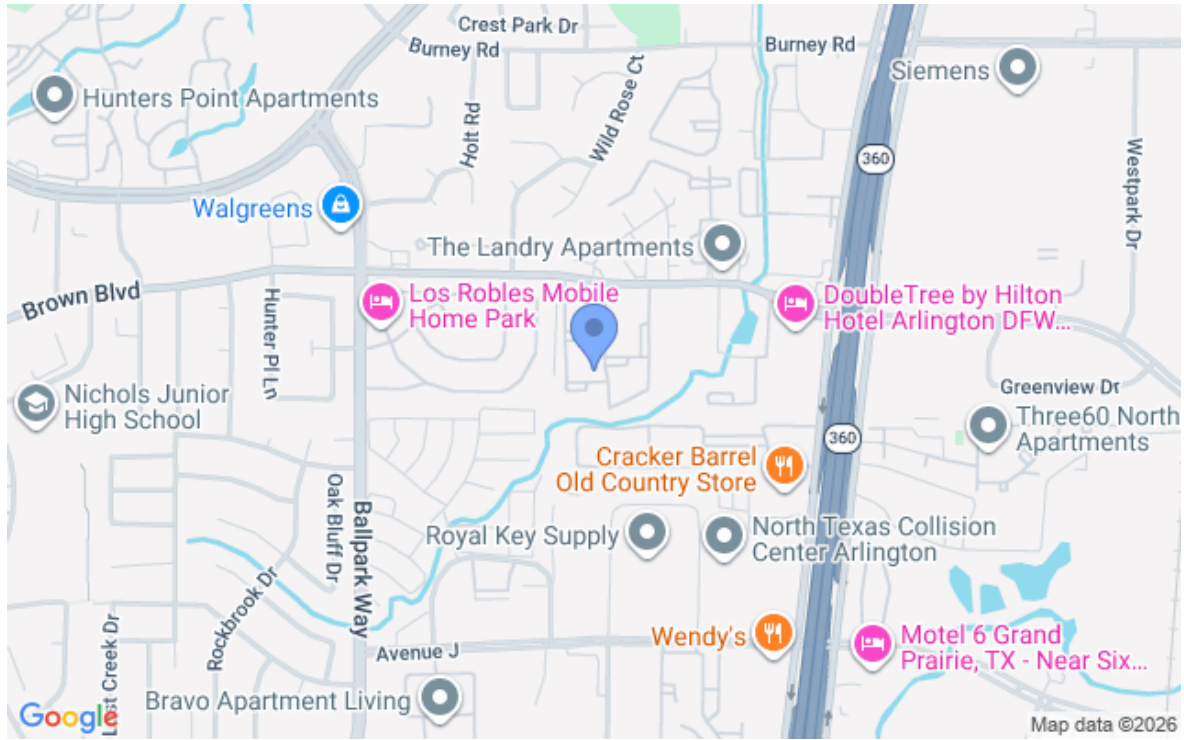 Crest Park Dr
Burney Rd
Burney Rd
Siemens
Hunters Point Apartments
Holt Rd
Wild Rose Ct
360
Westpark Dr
Walgreens
The Landry Apartments
Brown Blvd
Hunter Pl Ln
Los Robles Mobile
Home Park
DoubleTree by Hilton
Hotel Arlington DFW...
Nichols Junior
High School
Greenview Dr
Three60 North
Apartments
360
Cracker Barrel
Old Country Store
Oak Bluff Dr
Ballpark Way
Royal Key Supply
North Texas Collision
Center Arlington
Rockbrook Dr
Wendy's
Avenue J
Motel 6 Grand
Prairie, TX - Near Six...
Creek Dr
Bravo Apartment Living
Google
Map data ©2026